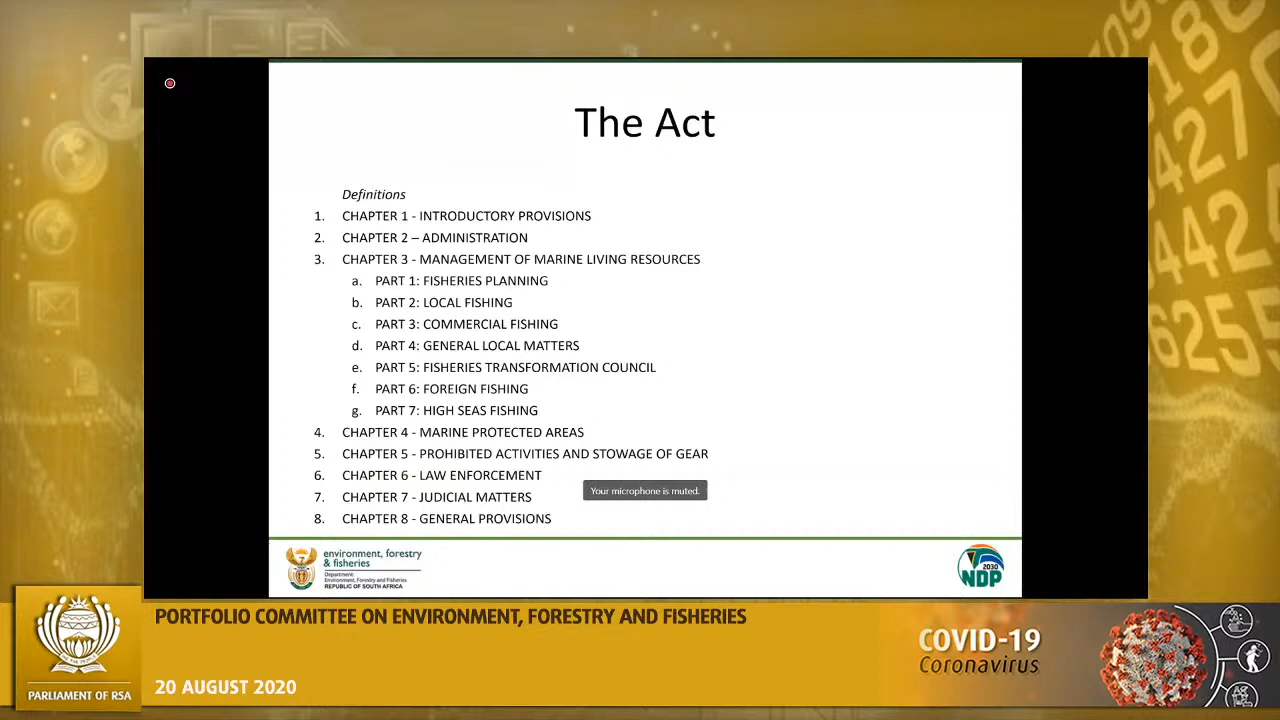 The Act
Definitions
1. CHAPTER 1 - INTRODUCTORY PROVISIONS
2. CHAPTER 2 – ADMINISTRATION
3. CHAPTER 3 - MANAGEMENT OF MARINE LIVING RESOURCES
a. PART 1: FISHERIES PLANNING
b. PART 2: LOCAL FISHING
c. PART 3: COMMERCIAL FISHING
d. PART 4: GENERAL LOCAL MATTERS
e. PART 5: FISHERIES TRANSFORMATION COUNCIL
f. PART 6: FOREIGN FISHING
g. PART 7: HIGH SEAS FISHING
4. CHAPTER 4 - MARINE PROTECTED AREAS
5. CHAPTER 5 - PROHIBITED ACTIVITIES AND STOWAGE OF GEAR
6. CHAPTER 6 - LAW ENFORCEMENT
Your microphone is muted.
7. CHAPTER 7 - JUDICIAL MATTERS
8. CHAPTER 8 - GENERAL PROVISIONS
environment, forestry
& fisheries
Department:
Environment, Forestry and Fisheries
REPUBLIC OF SOUTH AFRICA
2030
NDP
PORTFOLIO COMMITTEE ON ENVIRONMENT, FORESTRY AND FISHERIES
20 AUGUST 2020
PARLIAMENT OF RSA
COVID-19
Coronavirus